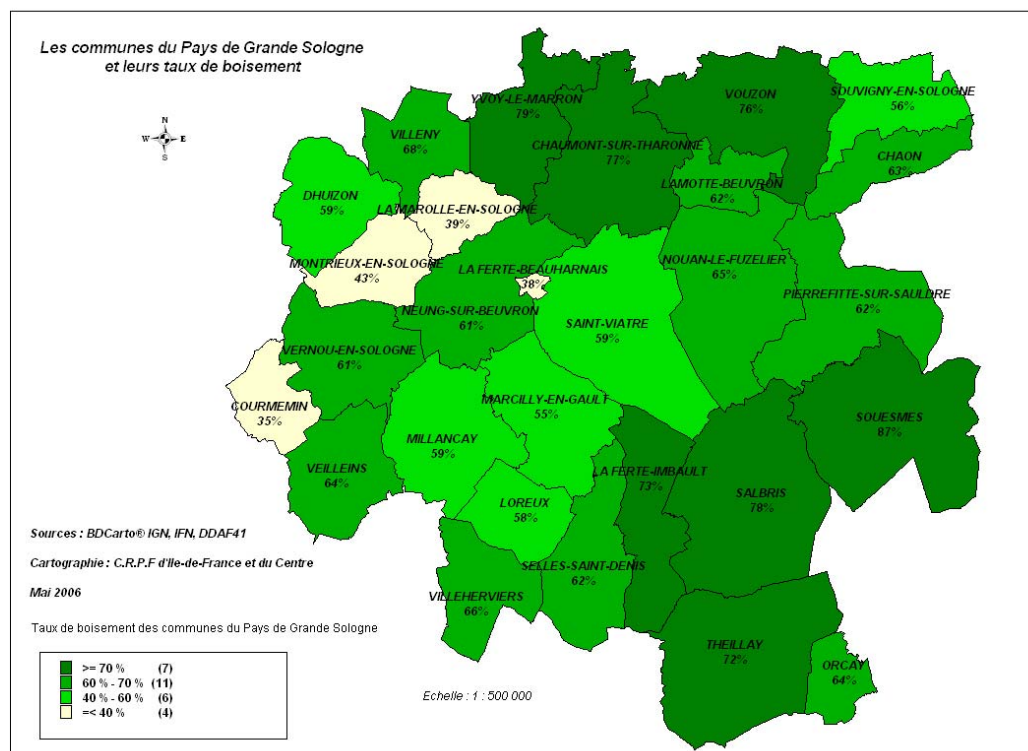 Les communes du Pays de Grande Sologne
et leurs taux de boisement
N
W E
S
YVOY-LE-MARRON
79%
VOUZON
76%
SOUVIGNY-EN-SOLOGNE
56%
VILLENY
68%
CHAUMONT-SUR-THARONNE
77%
CHAON
63%
LAMOTTE-BEUVRON
62%
DHUIZON
59%
LA MAROLLE-EN-SOLOGNE
39%
MONTRIEUX-EN-SOLOGNE
43%
LA FERTE-BEAUHARNAIS
38%
NOUAN-LE-FUZELIER
65%
PIERREFITTE-SUR-SAULDRE
62%
NEUNG-SUR-BEUVRON
61%
SAINT-VIATRE
59%
VERNOU-EN-SOLOGNE
61%
COURMEMIN
35%
MARCILLY-EN-GAULT
55%
SOUESMES
87%
MILLANCAY
59%
VEILLEINS
64%
LA FERTE-IMBAULT
73%
SALBRIS
78%
LOREUX
58%
SELLES-SAINT-DENIS
62%
VILLEHERVIERS
66%
THEILLAY
72%
ORCAY
64%
Sources : BDCarto® IGN, IFN, DDAF41
Cartographie : C.R.P.F d'Ile-de-France et du Centre
Mai 2006
Taux de boisement des communes du Pays de Grande Sologne
>= 70 % (7)
60 % - 70 % (11)
40 % - 60 % (6)
=< 40 % (4)
Echelle : 1 : 500 000